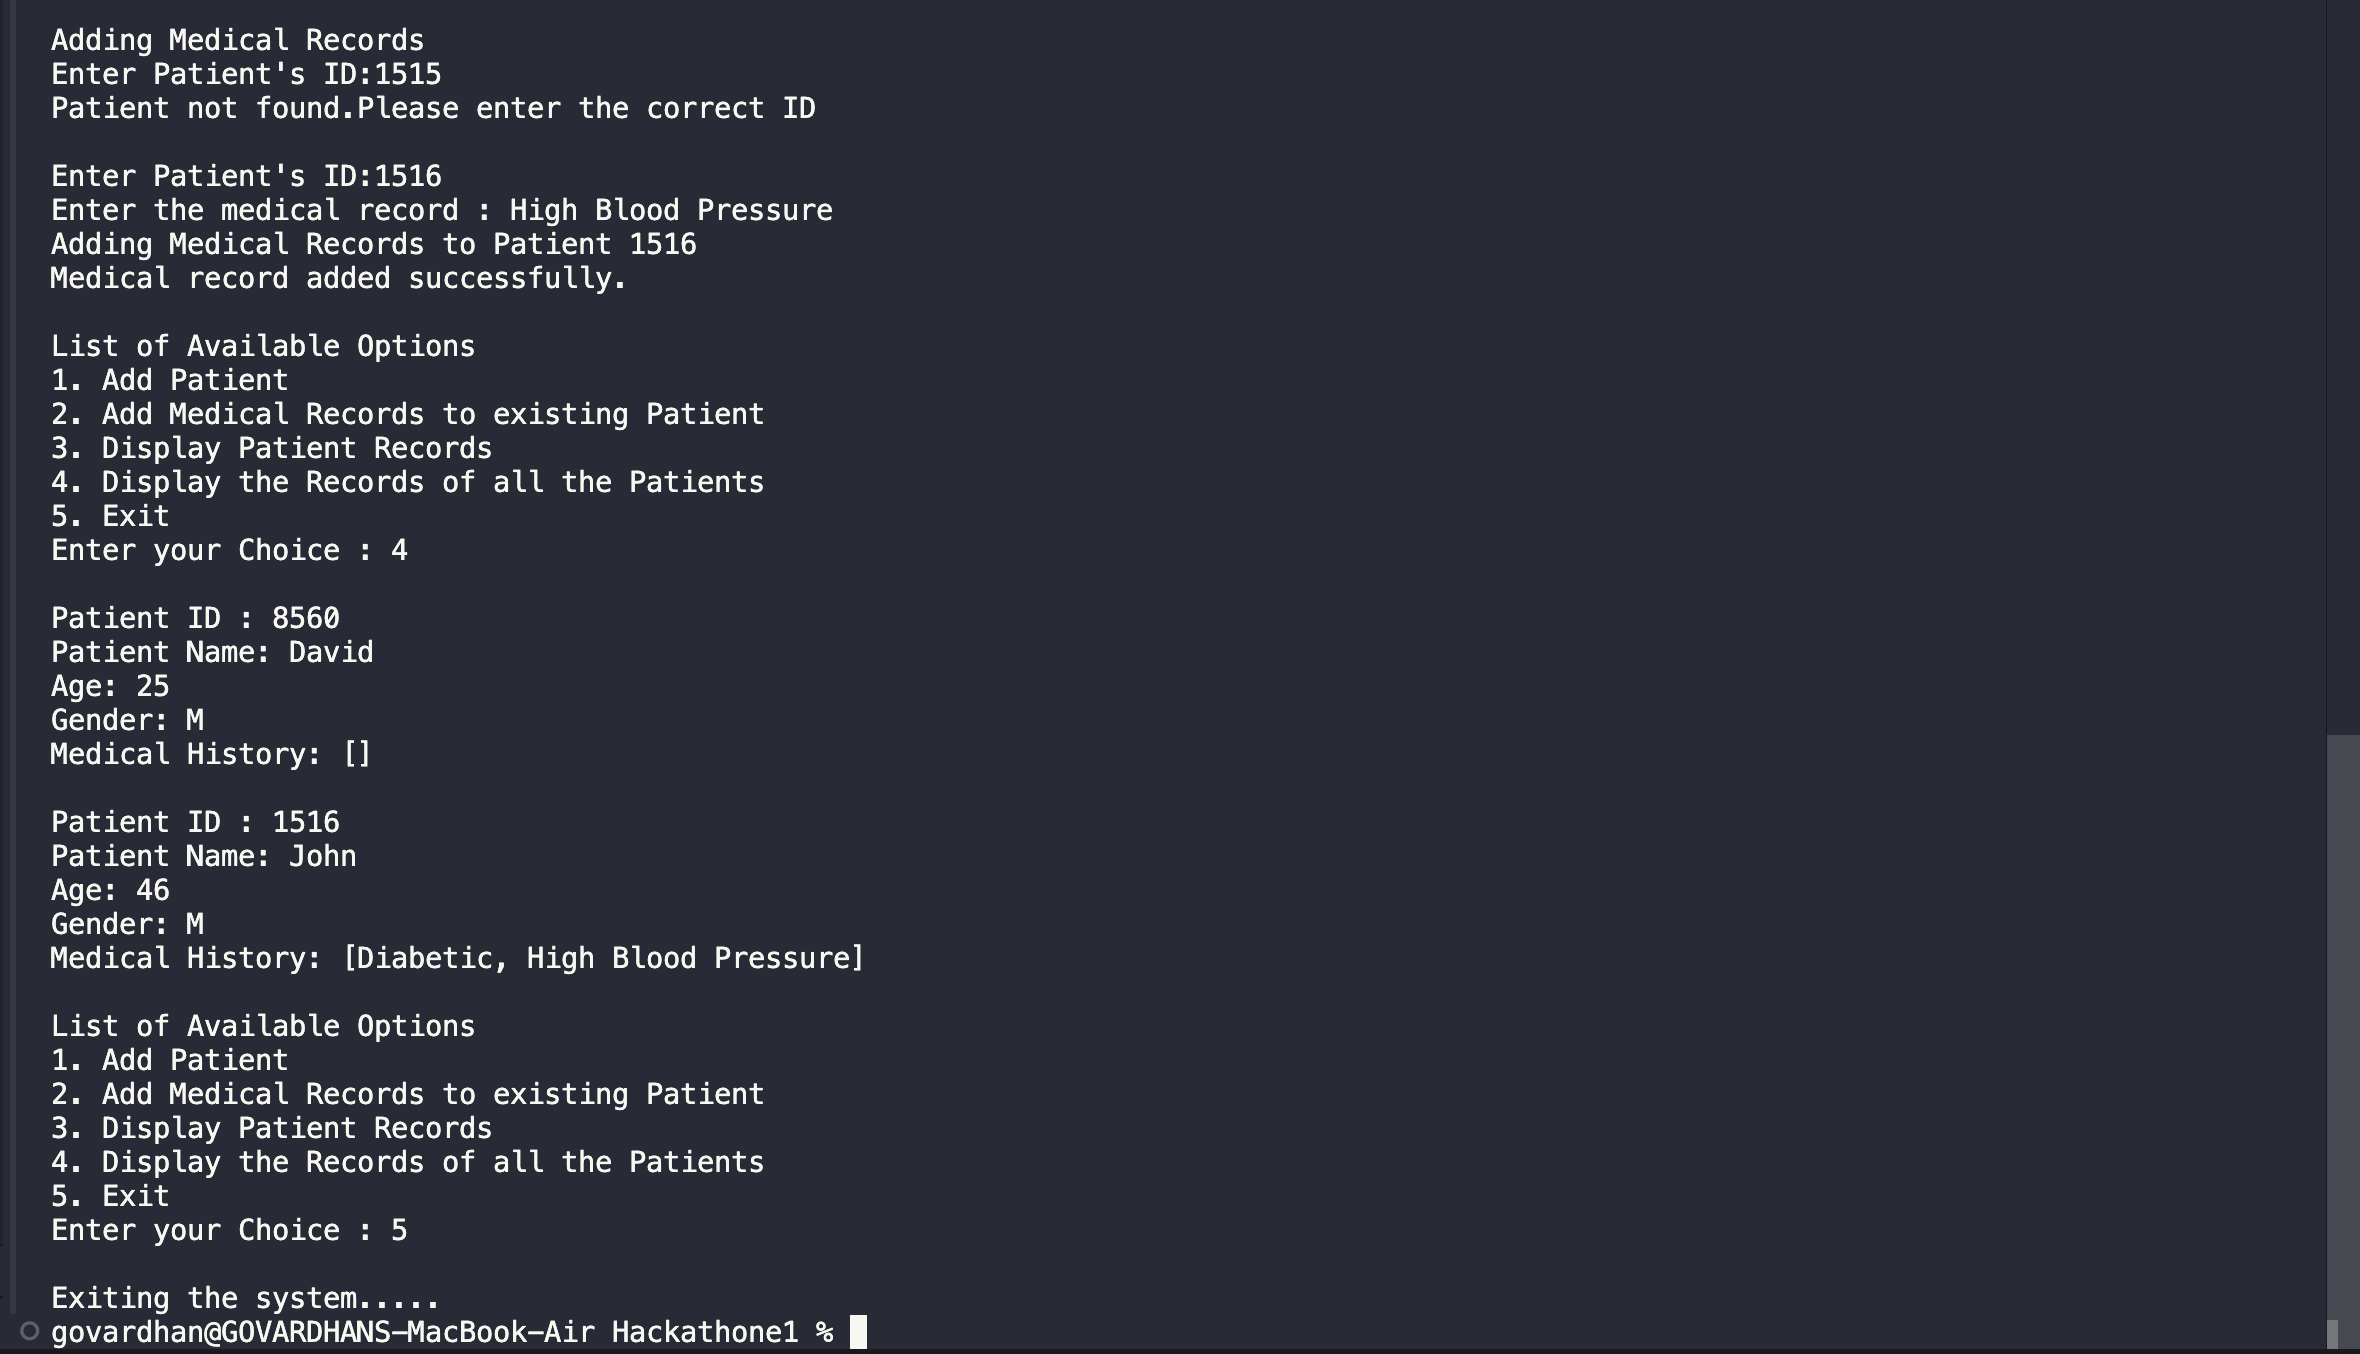 Adding Medical Records
Enter Patient's ID:1515
Patient not found.Please enter the correct ID
Enter Patient's ID:1516
Enter the medical record : High Blood Pressure
Adding Medical Records to Patient 1516
Medical record added successfully.
List of Available Options
1. Add Patient
2. Add Medical Records to existing Patient
3. Display Patient Records
4. Display the Records of all the Patients
5. Exit
Enter your Choice : 4
Patient ID : 8560
Patient Name: David
Age: 25
Gender: M
Medical History: []
Patient ID : 1516
Patient Name: John
Age: 46
Gender: M
Medical History: [Diabetic, High Blood Pressure]
List of Available Options
1. Add Patient
2. Add Medical Records to existing Patient
3. Display Patient Records
4. Display the Records of all the Patients
5. Exit
Enter your Choice : 5
Exiting the system.....
govardhan@GOVARDHANS-MacBook-Air Hackathone1 %